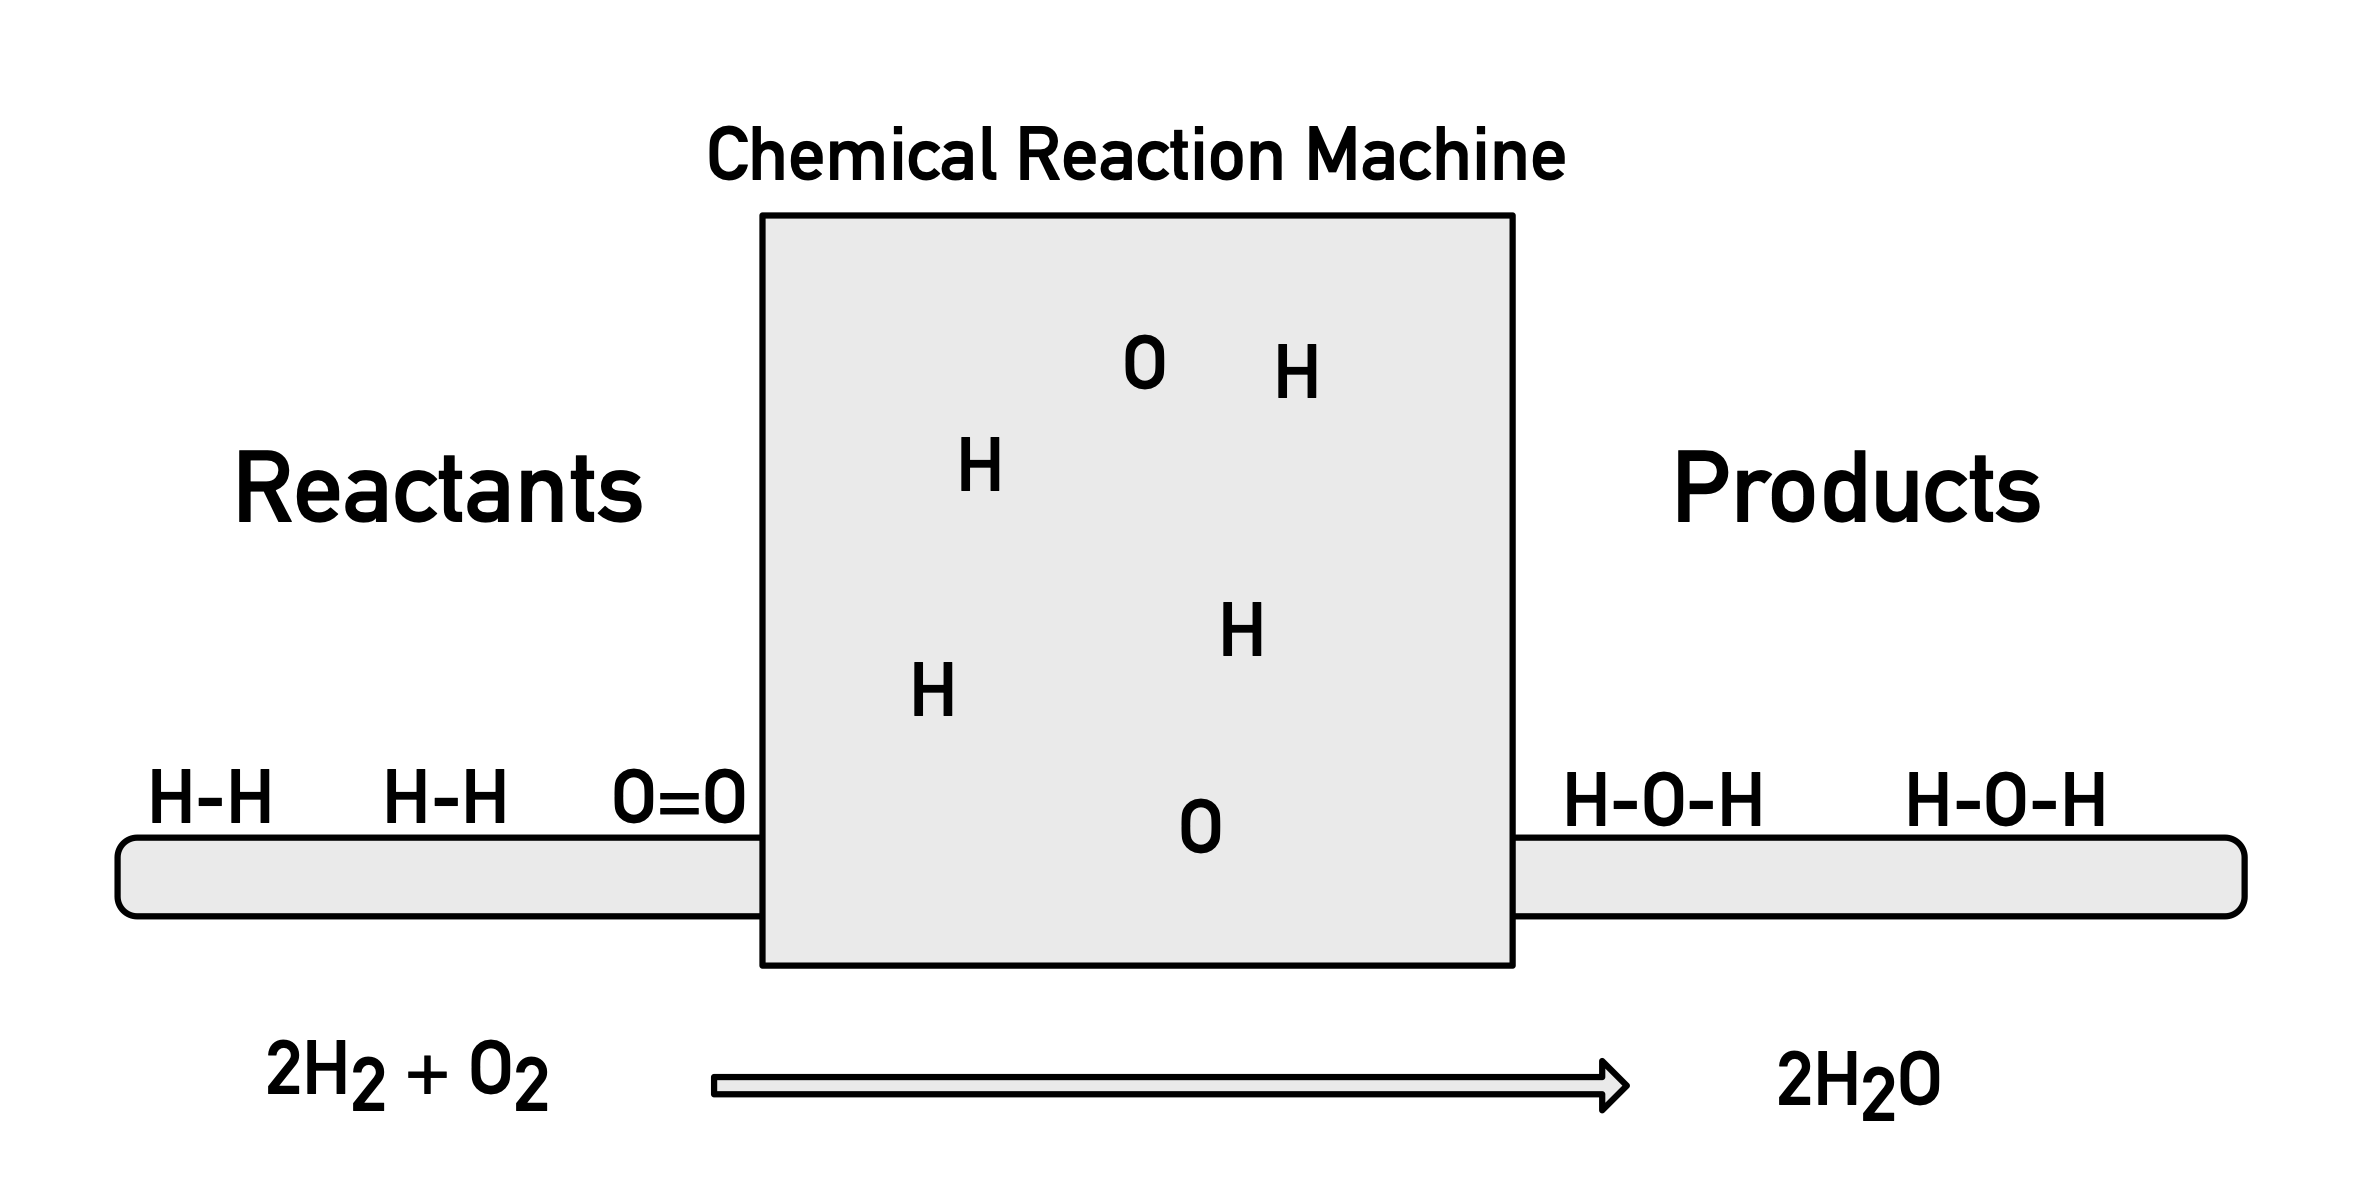 Chemical Reaction Machine
O H
H
Reactants
Products
H
H
H-H H-H O=O
H-O-H H-O-H
O
2H₂ + O₂
2H₂O